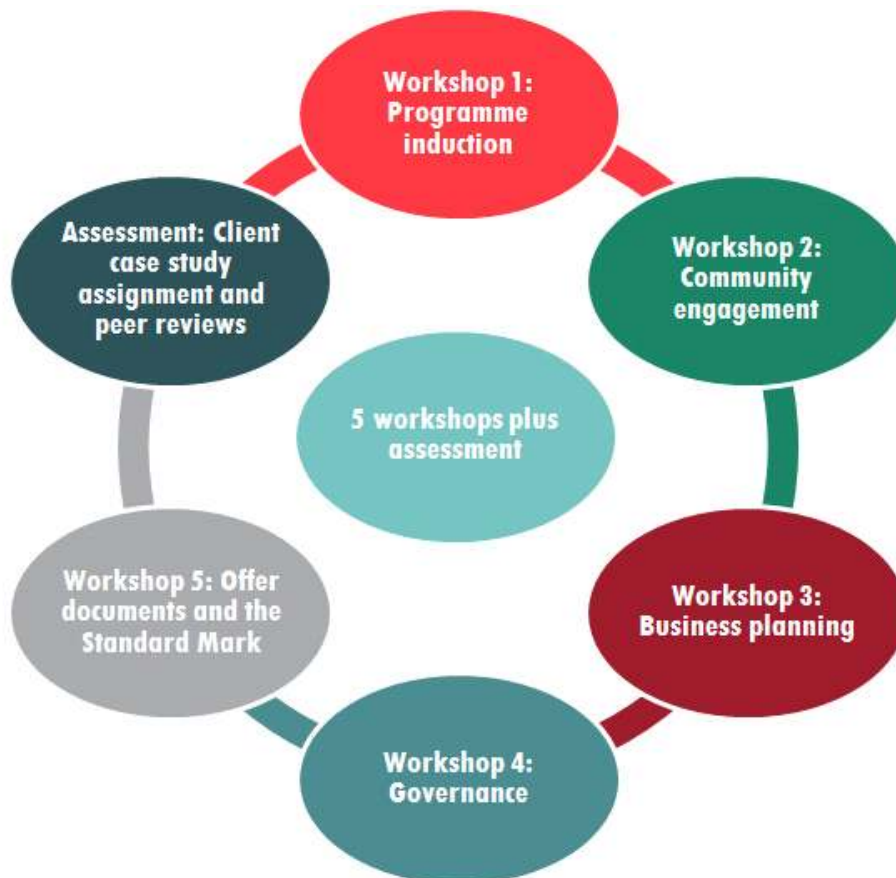 Workshop 1:
Programme
induction
Workshop 2:
Community
engagement
Workshop 3:
Business planning
Workshop 4:
Governance
Workshop 5: Offer
documents and the
Standard Mark
Assessment: Client
case study
assignment and
peer reviews
5 workshops plus
assessment